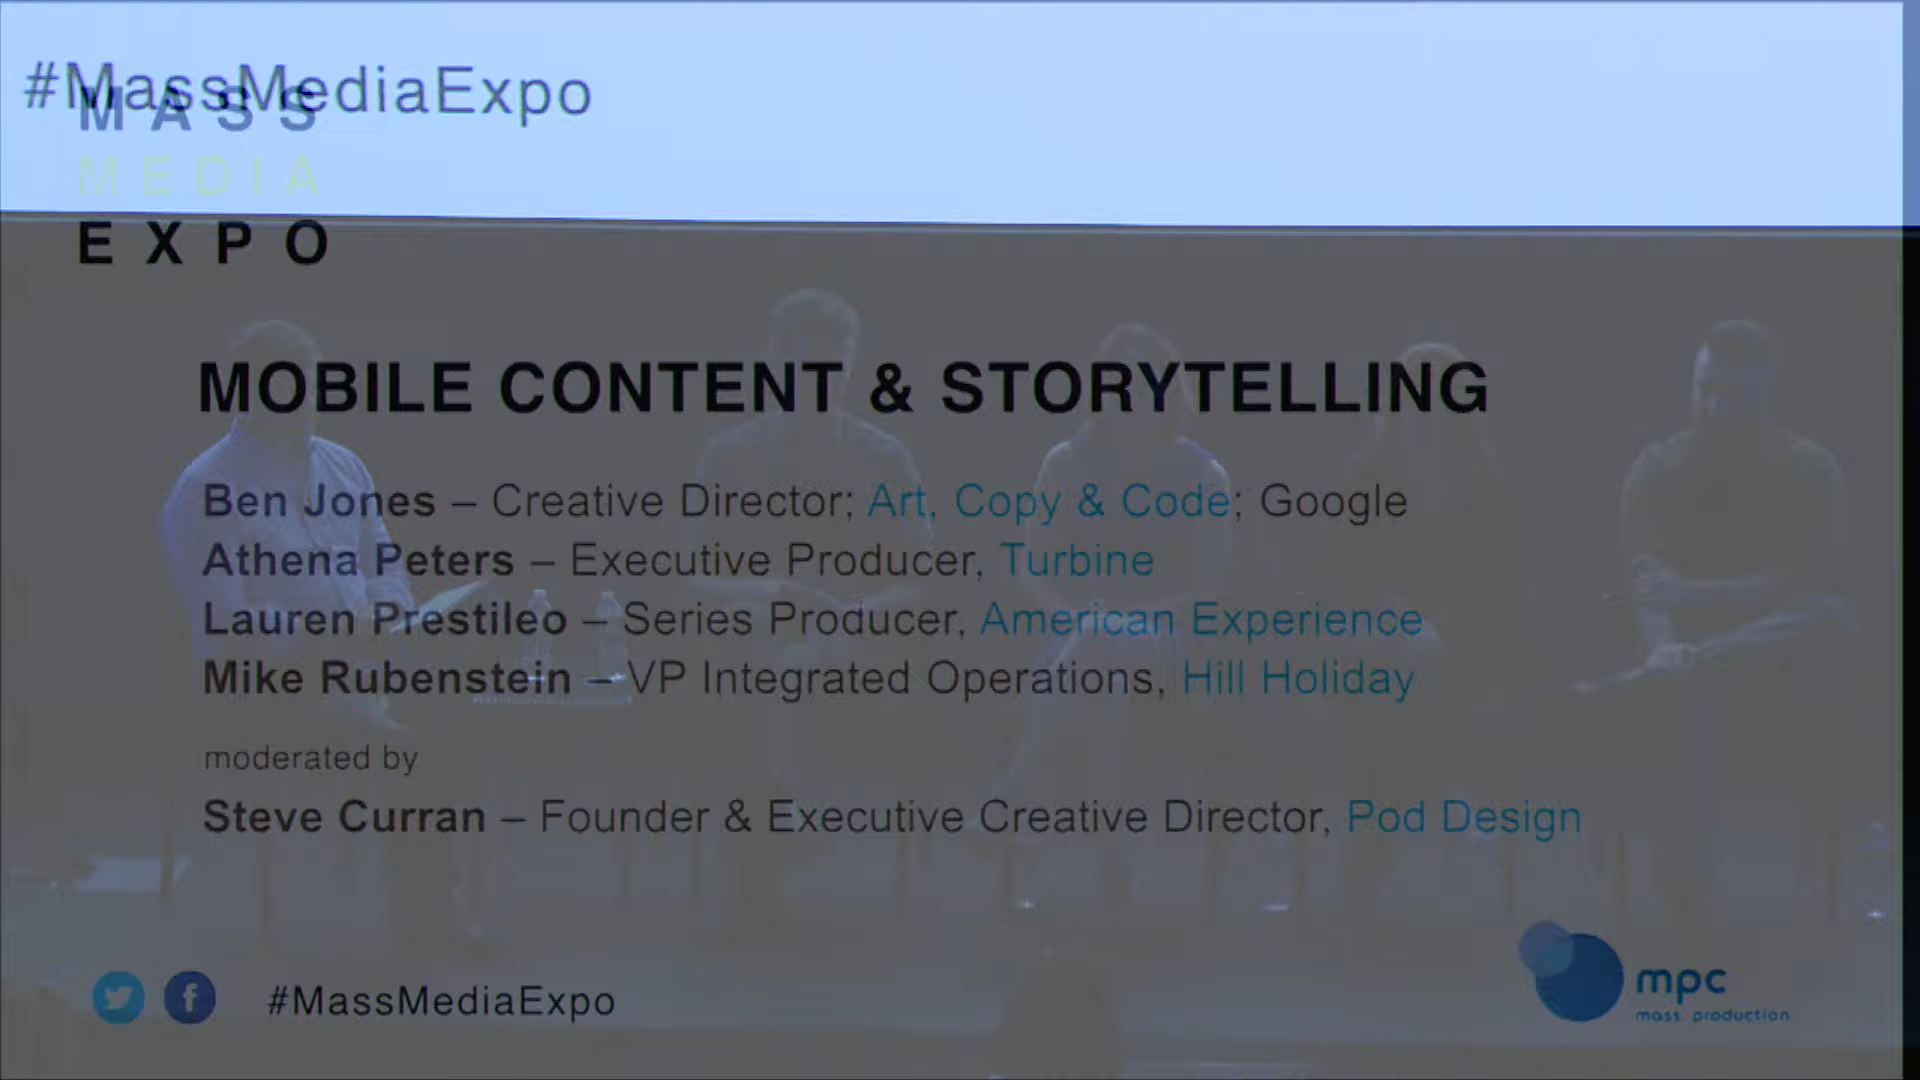 #MassMediaExpo
MASS
MEDIA
EXPO
MOBILE CONTENT & STORYTELLING
Ben Jones – Creative Director; Art, Copy & Code; Google
Athena Peters – Executive Producer, Turbine
Lauren Prestileo – Series Producer, American Experience
Mike Rubenstein – VP Integrated Operations, Hill Holiday
moderated by
Steve Curran – Founder & Executive Creative Director, Pod Design
#MassMediaExpo
mpc
mass. production